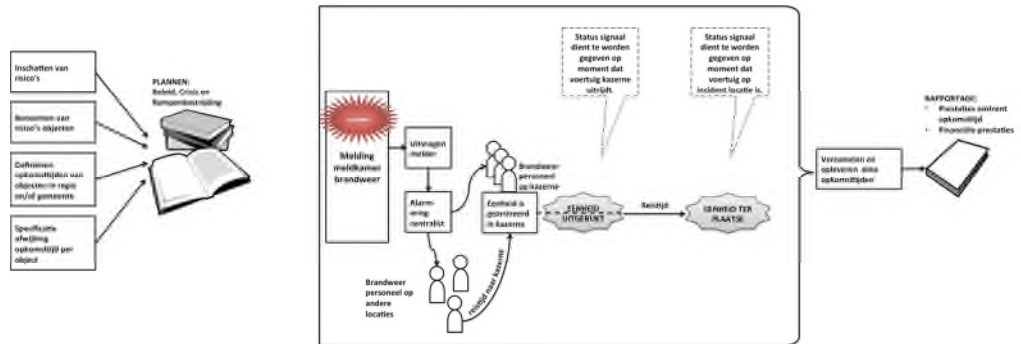 Inschatten van
risico's
Benoemen van
risico's objecten
Definiëren
opkomsttijden van
objecten in regio
en/of gemeente
Specificatie
afwijking
opkomsttijd per
object
PLANNEN:
Beleid, Crisis en
Rampenbestrijding
Melding
meldkamer
brandweer
Uitvragen
melder
Alarm-
ering
centralist
Brandweer
personeel
op kazerne
Eenheid is
gearriveerd
in kazerne
Brandweer
personeel op
andere
locaties
reistijd naar kazerne
Status signaal
dient te worden
gegeven op
moment dat
voertuig kazerne
uitrijdt.
EENHEID
UITGERUKT
Reistijd
Status signaal
dient te worden
gegeven op
moment dat
voertuig op
incident locatie is.
EENHEID TER
PLAATSE
Verzamelen en
opleveren data
opkomsttijden
RAPPORTAGE:
Prestaties omtrent
opkomsttijd
Financiële prestaties